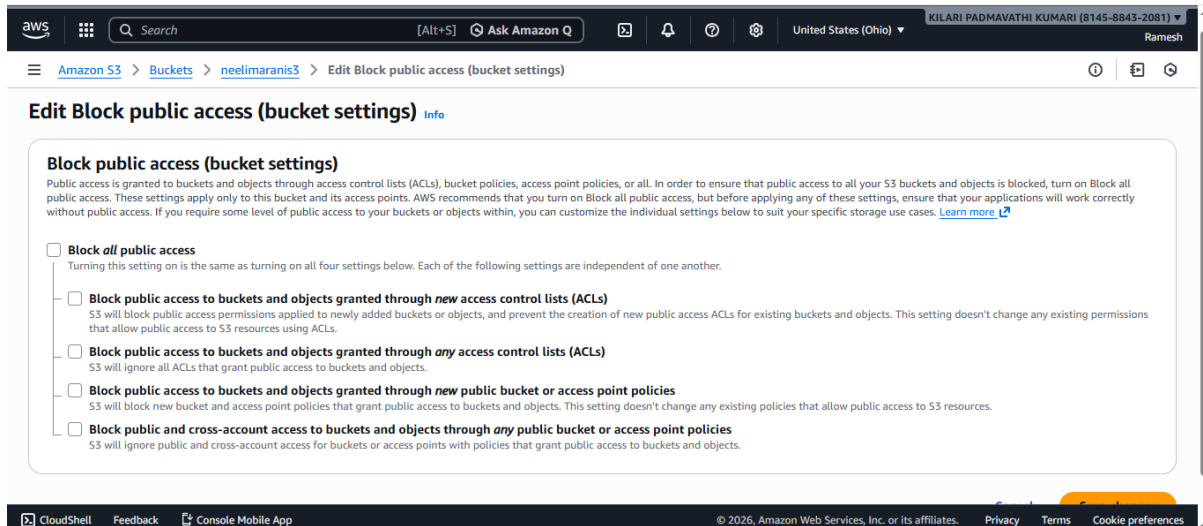 aws
Search [Alt+S] Ask Amazon Q United States (Ohio) ▼ KILARI PADMAVATHI KUMARI (8145-8843-2081) ▼
Ramesh
Amazon S3 > Buckets > neelimaranis3 > Edit Block public access (bucket settings)
Edit Block public access (bucket settings) Info
Block public access (bucket settings)
Public access is granted to buckets and objects through access control lists (ACLs), bucket policies, access point policies, or all. In order to ensure that public access to all your S3 buckets and objects is blocked, turn on Block all
public access. These settings apply only to this bucket and its access points. AWS recommends that you turn on Block all public access, but before applying any of these settings, ensure that your applications will work correctly
without public access. If you require some level of public access to your buckets or objects within, you can customize the individual settings below to suit your specific storage use cases. Learn more
Block all public access
Turning this setting on is the same as turning on all four settings below. Each of the following settings are independent of one another.
Block public access to buckets and objects granted through new access control lists (ACLs)
S3 will block public access permissions applied to newly added buckets or objects, and prevent the creation of new public access ACLs for existing buckets and objects. This setting doesn't change any existing permissions
that allow public access to S3 resources using ACLs.
Block public access to buckets and objects granted through any access control lists (ACLs)
S3 will ignore all ACLs that grant public access to buckets and objects.
Block public access to buckets and objects granted through new public bucket or access point policies
S3 will block new bucket and access point policies that grant public access to buckets and objects. This setting doesn't change any existing policies that allow public access to S3 resources.
Block public and cross-account access to buckets and objects through any public bucket or access point policies
S3 will ignore public and cross-account access for buckets or access points with policies that grant public access to buckets and objects.
CloudShell Feedback Console Mobile App © 2026, Amazon Web Services, Inc. or its affiliates. Privacy Terms Cookie preferences